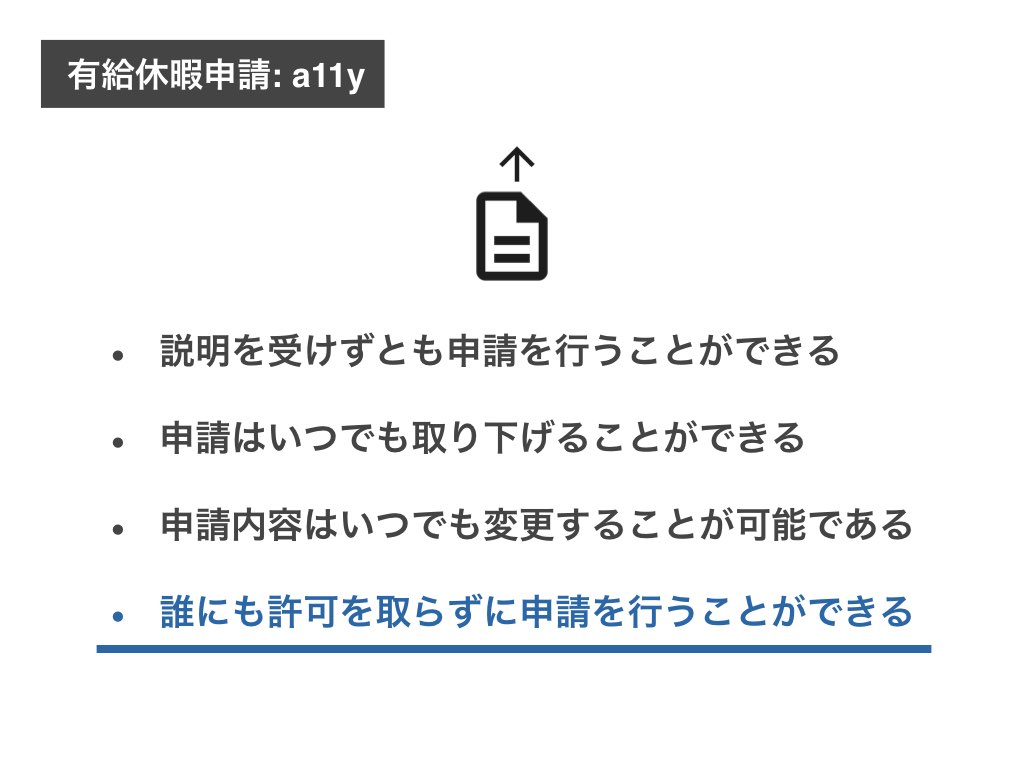 有給休暇申請: a11y
• 説明を受けずとも申請を行うことができる
• 申請はいつでも取り下げることができる
• 申請内容はいつでも変更することが可能である
• 誰にも許可を取らずに申請を行うことができる